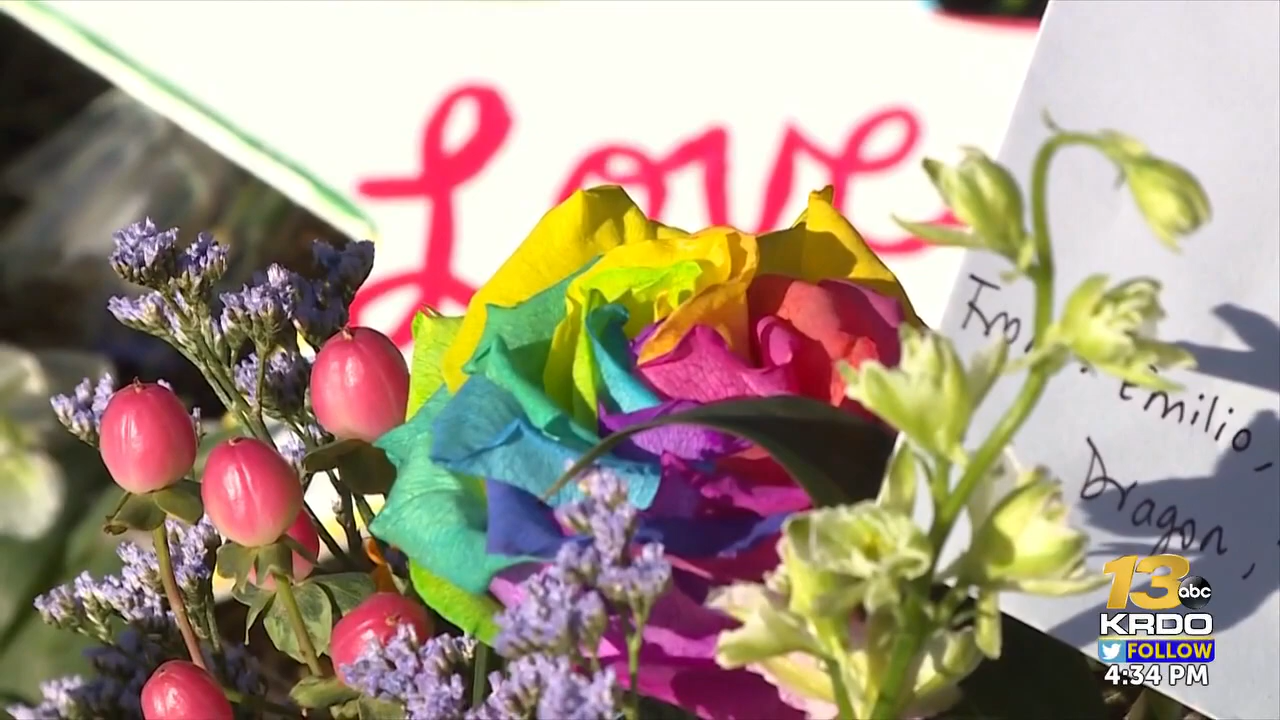 Love
Emilio,
Dragon,
13 abc
KRDO
FOLLOW
4:34 PM